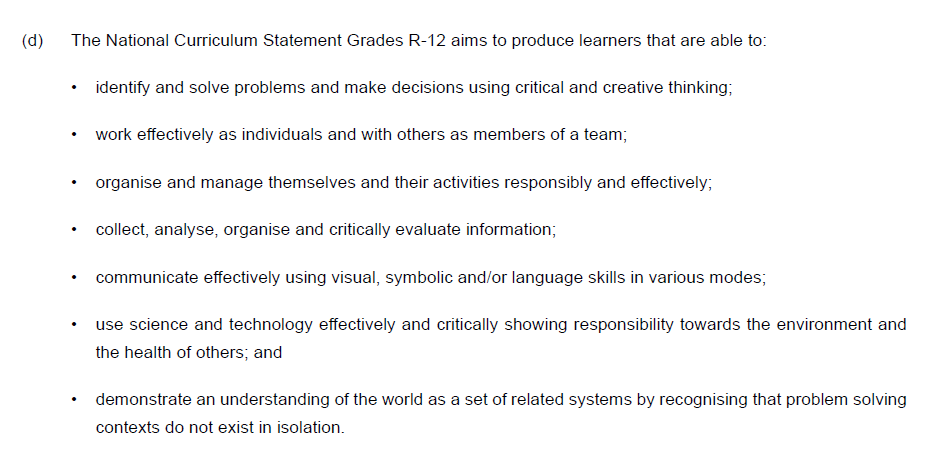 (d) The National Curriculum Statement Grades R-12 aims to produce learners that are able to:
• identify and solve problems and make decisions using critical and creative thinking;
• work effectively as individuals and with others as members of a team;
• organise and manage themselves and their activities responsibly and effectively;
• collect, analyse, organise and critically evaluate information;
• communicate effectively using visual, symbolic and/or language skills in various modes;
• use science and technology effectively and critically showing responsibility towards the environment and
the health of others; and
• demonstrate an understanding of the world as a set of related systems by recognising that problem solving
contexts do not exist in isolation.